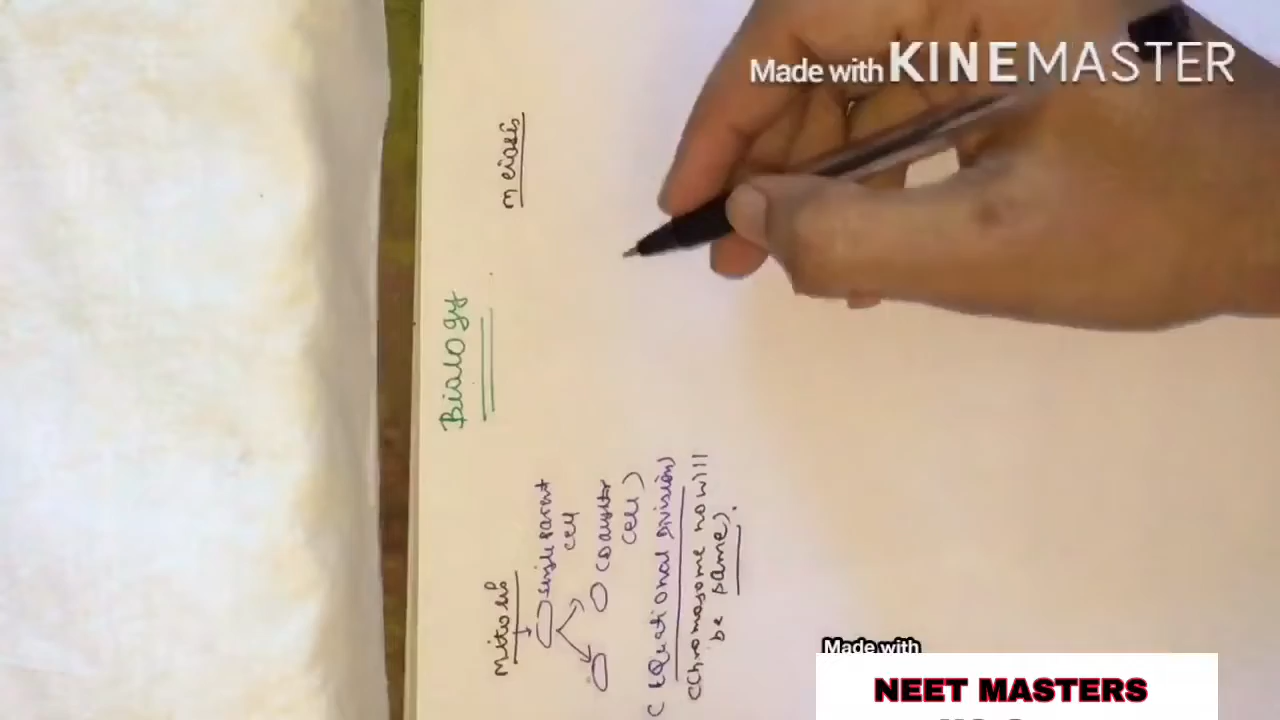 Made with KINEMASTER
Biology
Mitosis
single parent
cell
(daughter
cell)
(Equational Division)
(Chromosome no will
be same).
meiosis
Made with
NEET MASTERS